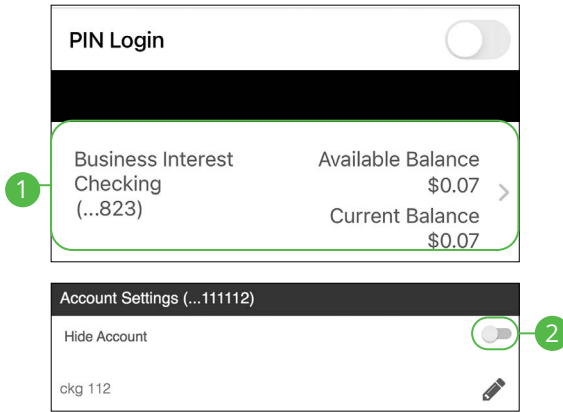 PIN Login
1
Business Interest
Checking
(...823)
Available Balance
$0.07
Current Balance
$0.07
Account Settings (...111112)
Hide Account
2
ckg 112